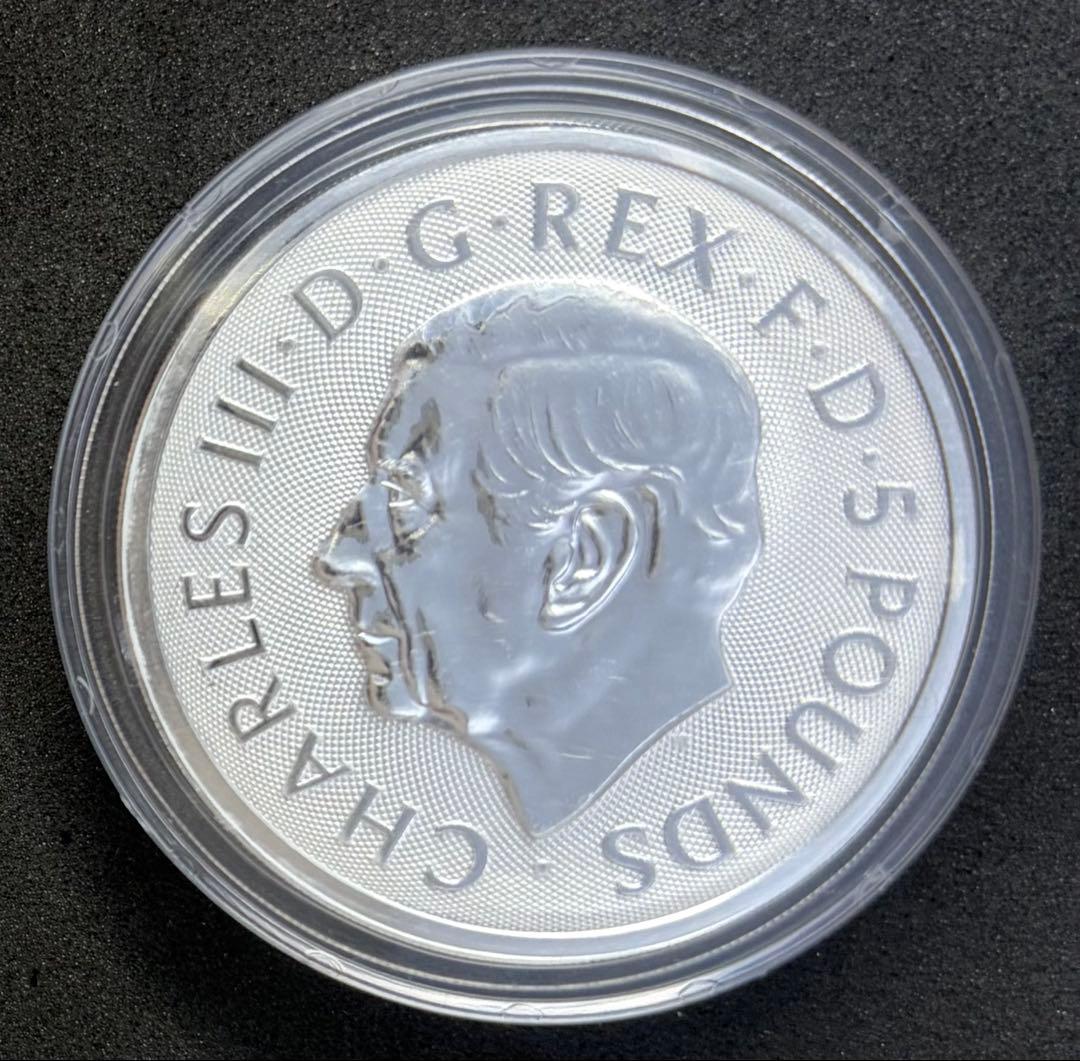 CHARLES III · D · G · REX · F · D · 5 POUNDS ·